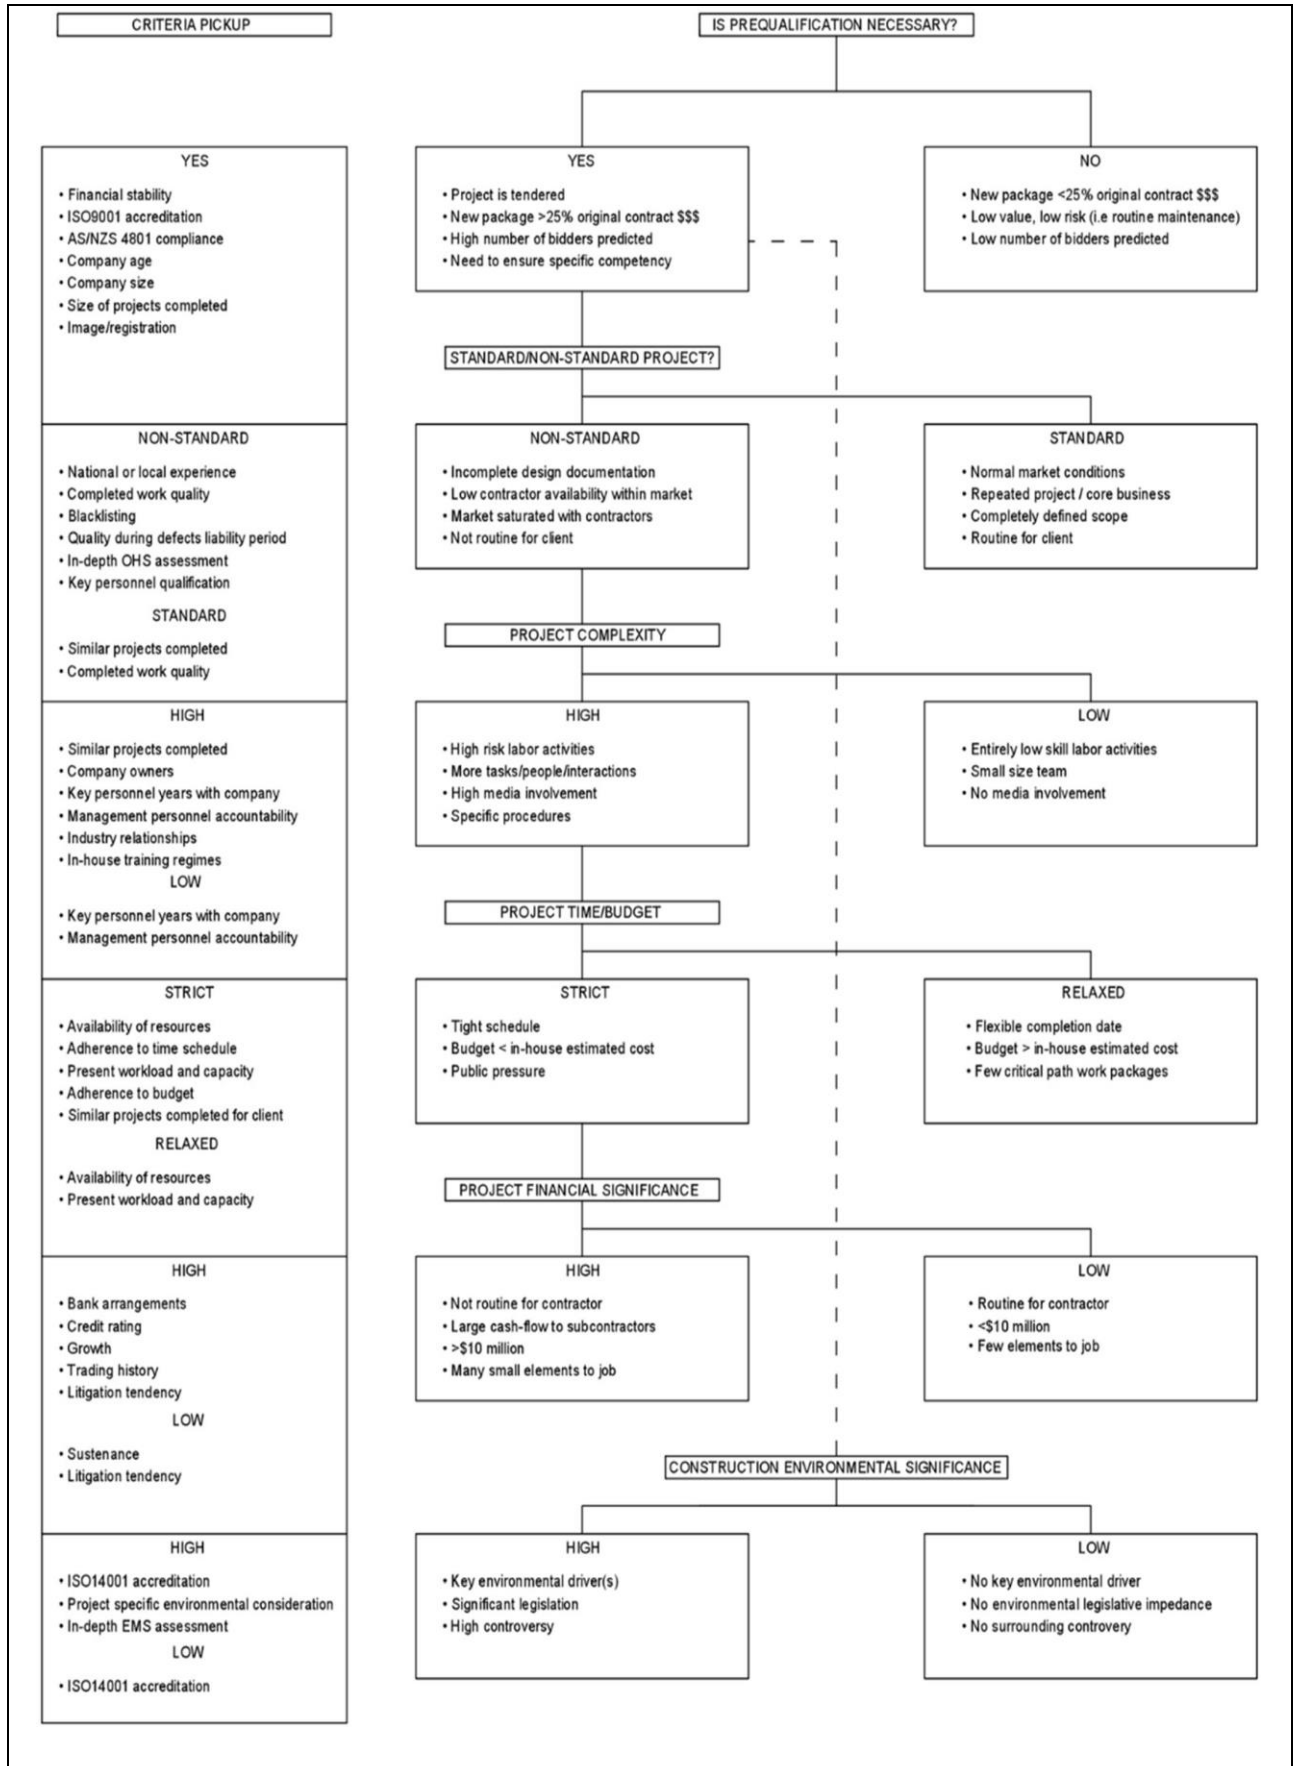 CRITERIA PICKUP
IS PREQUALIFICATION NECESSARY?
YES
• Financial stability
• ISO9001 accreditation
• AS/NZS 4801 compliance
• Company age
• Company size
• Size of projects completed
• Image/registration
YES
• Project is tendered
• New package >25% original contract $$$
• High number of bidders predicted
• Need to ensure specific competency
NO
• New package <25% original contract $$$
• Low value, low risk (i.e routine maintenance)
• Low number of bidders predicted
STANDARD/NON-STANDARD PROJECT?
NON-STANDARD
• National or local experience
• Completed work quality
• Blacklisting
• Quality during defects liability period
• In-depth OHS assessment
• Key personnel qualification
STANDARD
• Similar projects completed
• Completed work quality
NON-STANDARD
• Incomplete design documentation
• Low contractor availability within market
• Market saturated with contractors
• Not routine for client
STANDARD
• Normal market conditions
• Repeated project / core business
• Completely defined scope
• Routine for client
PROJECT COMPLEXITY
HIGH
• Similar projects completed
• Company owners
• Key personnel years with company
• Management personnel accountability
• Industry relationships
• In-house training regimes
LOW
• Key personnel years with company
• Management personnel accountability
HIGH
• High risk labor activities
• More tasks/people/interactions
• High media involvement
• Specific procedures
LOW
• Entirely low skill labor activities
• Small size team
• No media involvement
PROJECT TIME/BUDGET
STRICT
• Availability of resources
• Adherence to time schedule
• Present workload and capacity
• Adherence to budget
• Similar projects completed for client
RELAXED
• Availability of resources
• Present workload and capacity
STRICT
• Tight schedule
• Budget < in-house estimated cost
• Public pressure
RELAXED
• Flexible completion date
• Budget > in-house estimated cost
• Few critical path work packages
PROJECT FINANCIAL SIGNIFICANCE
HIGH
• Bank arrangements
• Credit rating
• Growth
• Trading history
• Litigation tendency
LOW
• Sustenance
• Litigation tendency
HIGH
• Not routine for contractor
• Large cash-flow to subcontractors
• >$10 million
• Many small elements to job
LOW
• Routine for contractor
• <$10 million
• Few elements to job
CONSTRUCTION ENVIRONMENTAL SIGNIFICANCE
HIGH
• ISO14001 accreditation
• Project specific environmental consideration
• In-depth EMS assessment
LOW
• ISO14001 accreditation
HIGH
• Key environmental driver(s)
• Significant legislation
• High controversy
LOW
• No key environmental driver
• No environmental legislative impedance
• No surrounding controvery